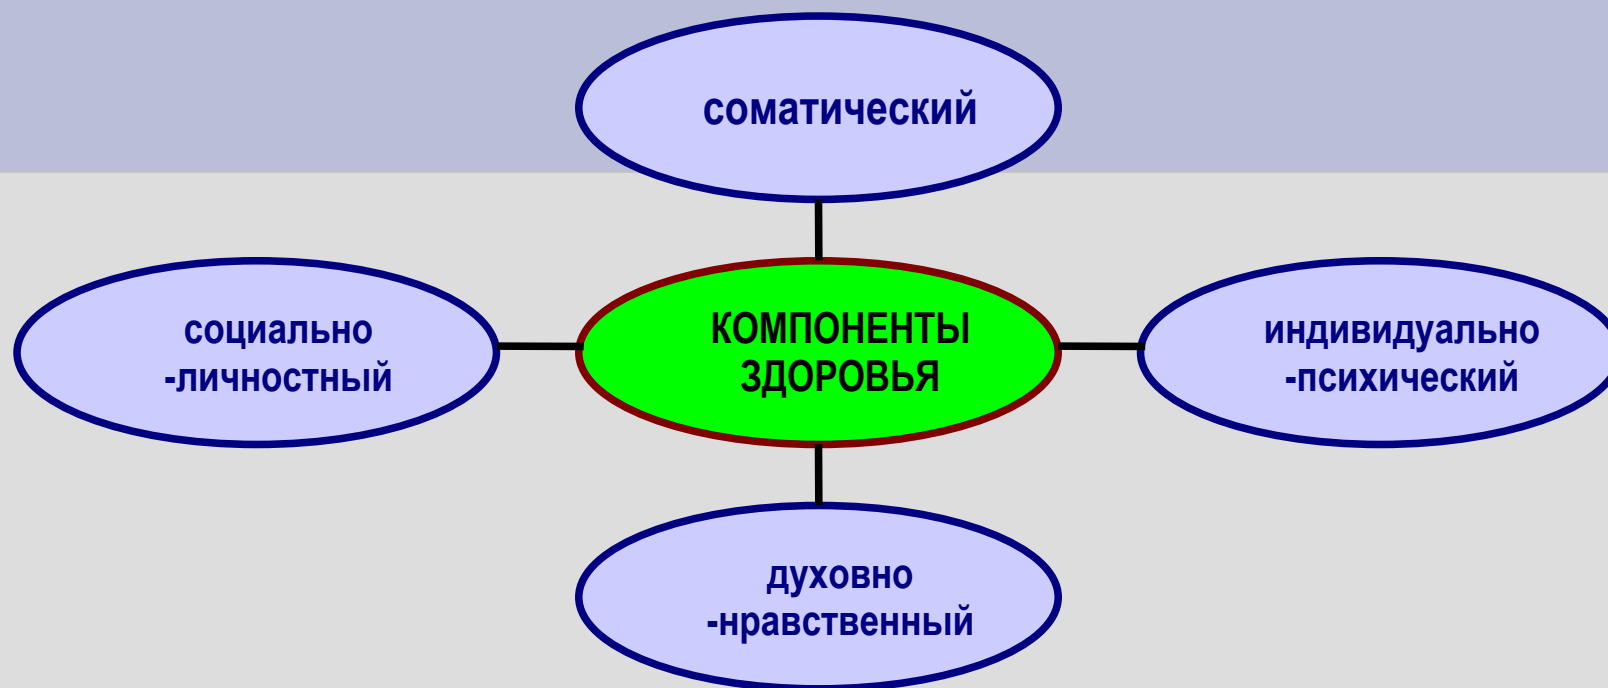 соматический
социально
-личностный
КОМПОНЕНТЫ
ЗДОРОВЬЯ
индивидуально
-психический
духовно
-нравственный